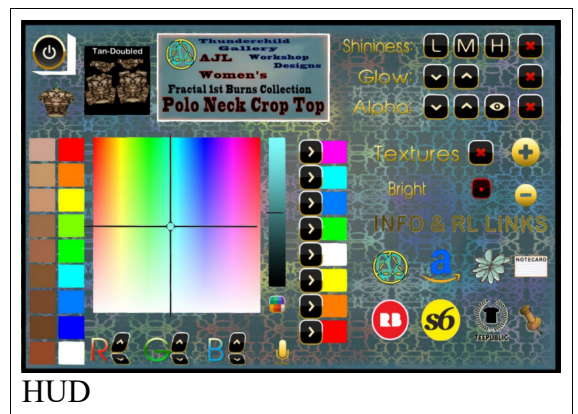 Tan-Doubled
Thunderchild
Gallery
AJL Workshop
Designs
Women's
Fractal 1st Burns Collection
Polo Neck Crop Top
Shininess: L M H
Glow:
Alpha:
Textures
Bright
INFO & RL LINKS
a
NOTECARD
RB
s6
TEEPUBLIC
R G B
HUD